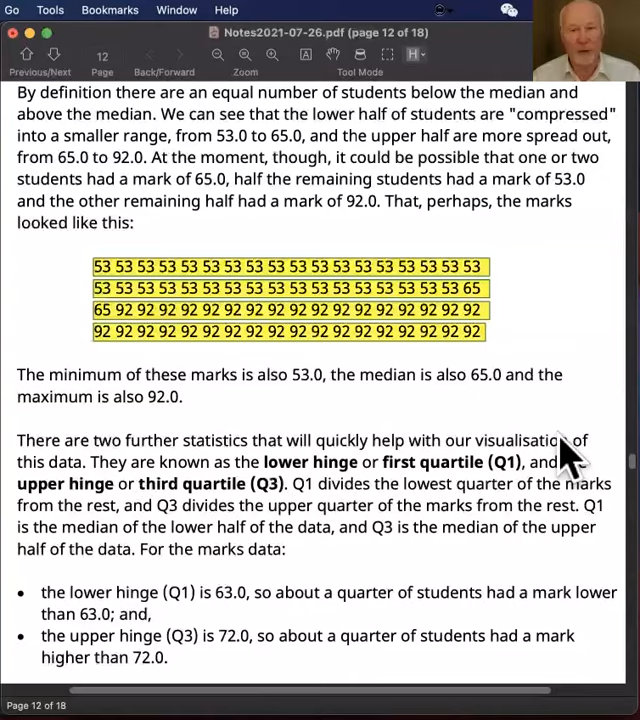 Go Tools Bookmarks Window Help
Notes2021-07-26.pdf (page 12 of 18)
12
H
Previous/Next Page Back/Forward Zoom Tool Mode
By definition there are an equal number of students below the median and
above the median. We can see that the lower half of students are "compressed"
into a smaller range, from 53.0 to 65.0, and the upper half are more spread out,
from 65.0 to 92.0. At the moment, though, it could be possible that one or two
students had a mark of 65.0, half the remaining students had a mark of 53.0
and the other remaining half had a mark of 92.0. That, perhaps, the marks
looked like this:
53 53 53 53 53 53 53 53 53 53 53 53 53 53 53 53 53 53
53 53 53 53 53 53 53 53 53 53 53 53 53 53 53 53 53 65
65 92 92 92 92 92 92 92 92 92 92 92 92 92 92 92 92 92
92 92 92 92 92 92 92 92 92 92 92 92 92 92 92 92 92 92
The minimum of these marks is also 53.0, the median is also 65.0 and the
maximum is also 92.0.
There are two further statistics that will quickly help with our visualisation of
this data. They are known as the lower hinge or first quartile (Q1), and
upper hinge or third quartile (Q3). Q1 divides the lowest quarter of the marks
from the rest, and Q3 divides the upper quarter of the marks from the rest. Q1
is the median of the lower half of the data, and Q3 is the median of the upper
half of the data. For the marks data:
• the lower hinge (Q1) is 63.0, so about a quarter of students had a mark lower
than 63.0; and,
• the upper hinge (Q3) is 72.0, so about a quarter of students had a mark
higher than 72.0.
Page 12 of 18